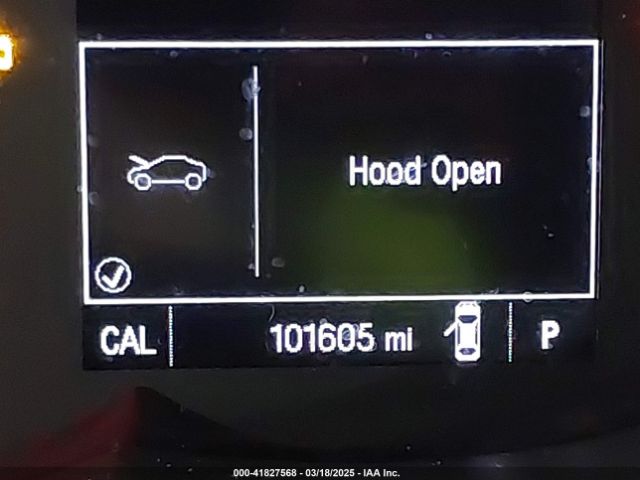 Hood Open
CAL 101605 mi P
000-41827568 - 03/18/2025 - IAA Inc.